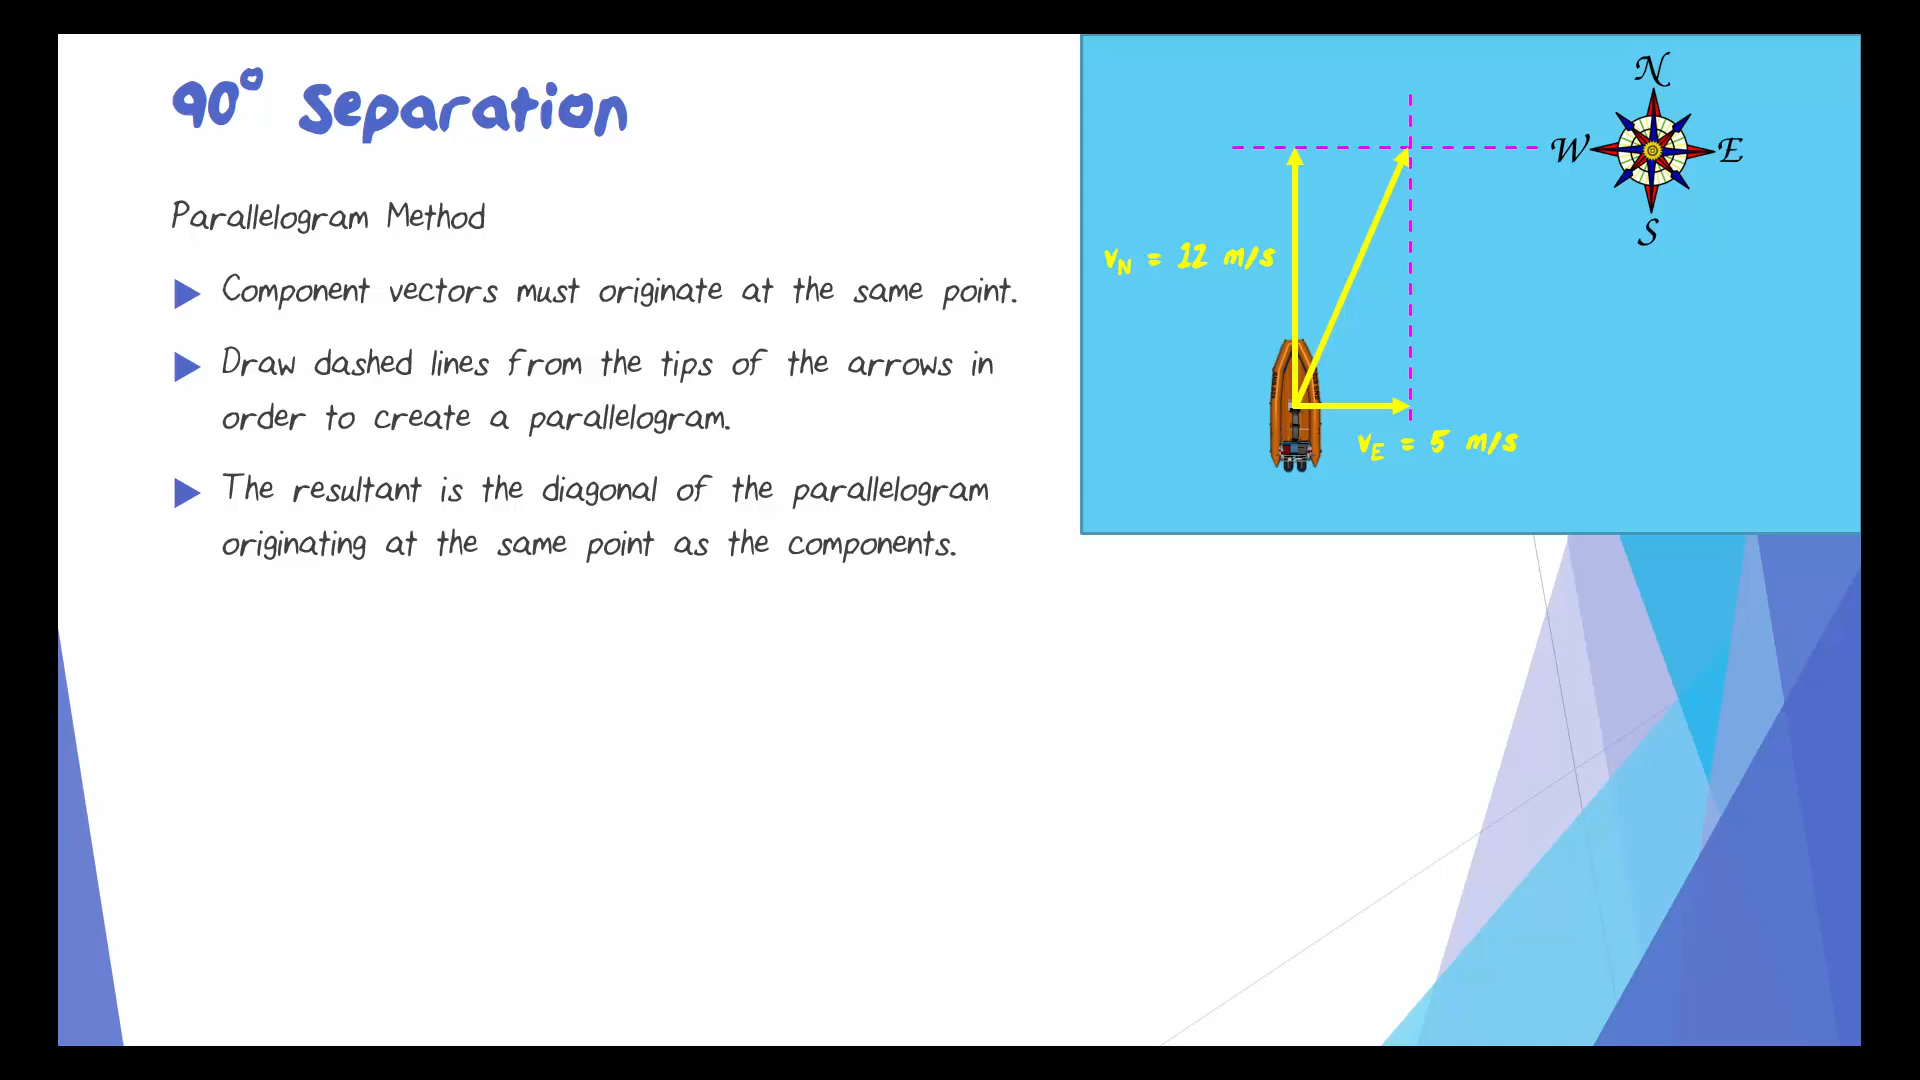 90° Separation
Parallelogram Method
Component vectors must originate at the same point.
Draw dashed lines from the tips of the arrows in
order to create a parallelogram.
The resultant is the diagonal of the parallelogram
originating at the same point as the components.
N
W
E
S
vN = 12 m/s
vE = 5 m/s